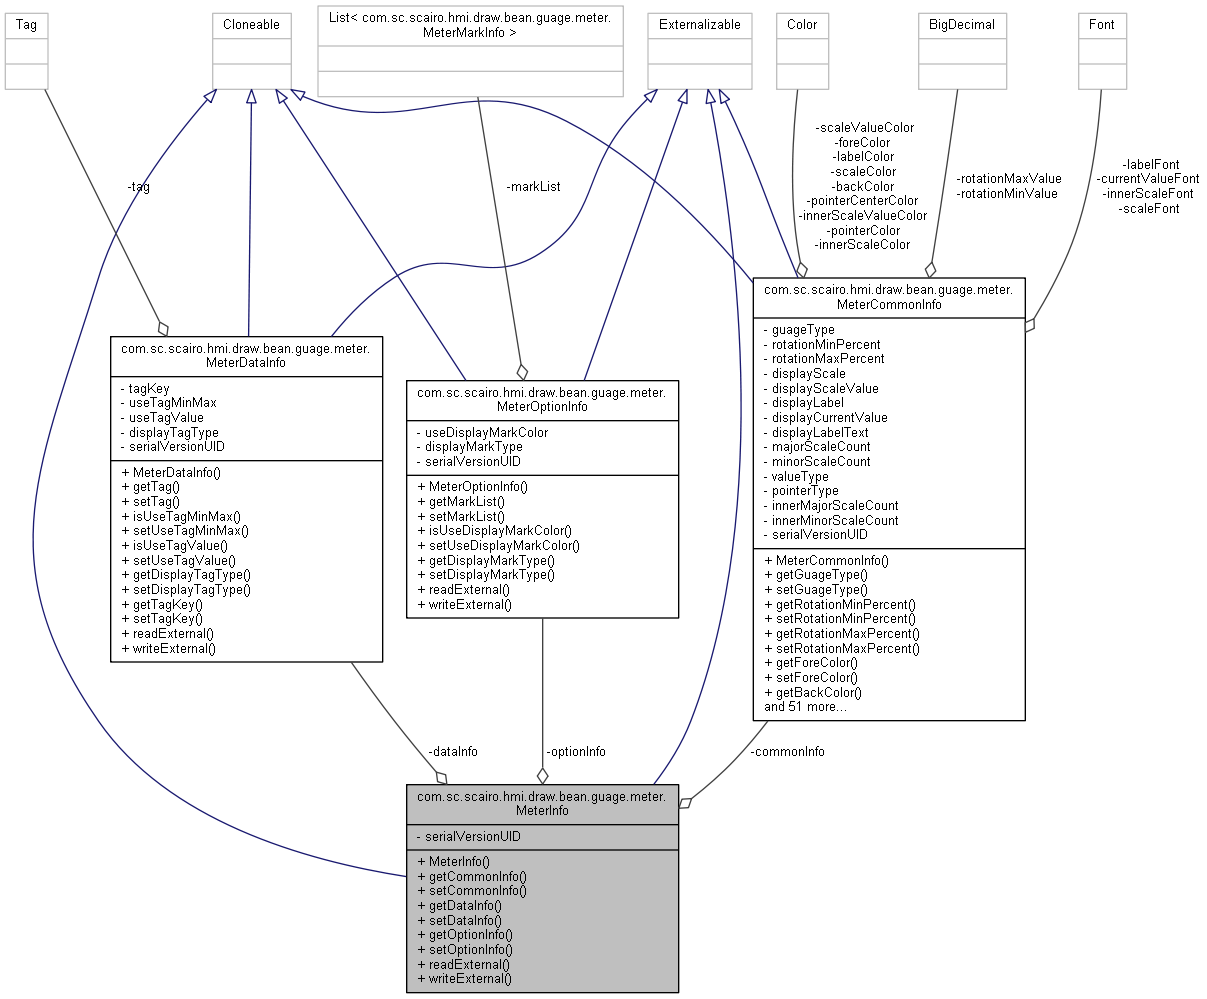 Tag
Cloneable
List< com.sc.scairo.hmi.draw.bean.guage.meter.
MeterMarkInfo >
Externalizable
Color
BigDecimal
Font
-tag
-markList
-scaleValueColor
-foreColor
-labelColor
-scaleColor
-backColor
-pointerCenterColor
-innerScaleValueColor
-pointerColor
-innerScaleColor
-rotationMaxValue
-rotationMinValue
-labelFont
-currentValueFont
-innerScaleFont
-scaleFont
com.sc.scairo.hmi.draw.bean.guage.meter.
MeterDataInfo
- tagKey
- useTagMinMax
- useTagValue
- displayTagType
- serialVersionUID
+ MeterDataInfo()
+ getTag()
+ setTag()
+ isUseTagMinMax()
+ setUseTagMinMax()
+ isUseTagValue()
+ setUseTagValue()
+ getDisplayTagType()
+ setDisplayTagType()
+ getTagKey()
+ setTagKey()
+ readExternal()
+ writeExternal()
com.sc.scairo.hmi.draw.bean.guage.meter.
MeterOptionInfo
- useDisplayMarkColor
- displayMarkType
- serialVersionUID
+ MeterOptionInfo()
+ getMarkList()
+ setMarkList()
+ isUseDisplayMarkColor()
+ setUseDisplayMarkColor()
+ getDisplayMarkType()
+ setDisplayMarkType()
+ readExternal()
+ writeExternal()
com.sc.scairo.hmi.draw.bean.guage.meter.
MeterCommonInfo
- guageType
- rotationMinPercent
- rotationMaxPercent
- displayScale
- displayScaleValue
- displayLabel
- displayCurrentValue
- displayLabelText
- majorScaleCount
- minorScaleCount
- valueType
- pointerType
- innerMajorScaleCount
- innerMinorScaleCount
- serialVersionUID
+ MeterCommonInfo()
+ getGuageType()
+ setGuageType()
+ getRotationMinPercent()
+ setRotationMinPercent()
+ getRotationMaxPercent()
+ setRotationMaxPercent()
+ getForeColor()
+ setForeColor()
+ getBackColor()
and 51 more...
-dataInfo
-optionInfo
-commonInfo
com.sc.scairo.hmi.draw.bean.guage.meter.
MeterInfo
- serialVersionUID
+ MeterInfo()
+ getCommonInfo()
+ setCommonInfo()
+ getDataInfo()
+ setDataInfo()
+ getOptionInfo()
+ setOptionInfo()
+ readExternal()
+ writeExternal()